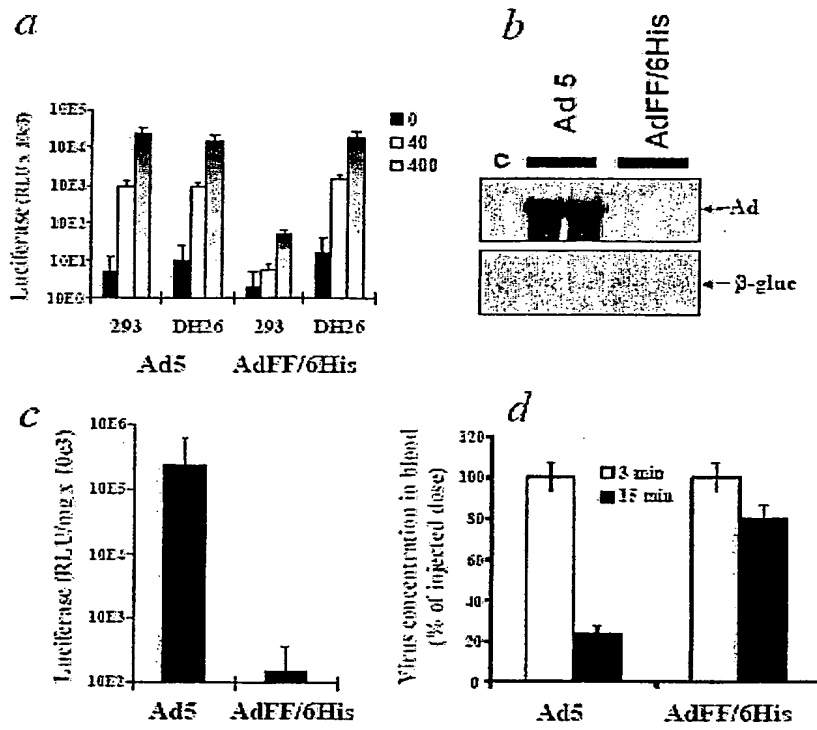 a
Luciferase (RLU x 10e3)
10E5
10E4
10E3
10E2
10E1
10E0
0
40
400
293 DH26 293 DH26
Ad5 AdFF/6His
b
Ad 5
AdFF/6His
C
Ad
β-gluc
c
Luciferase (RLU/mg x 10e3)
10E6
10E5
10E4
10E3
10E2
Ad5 AdFF/6His
d
Virus concentration in blood
(% of injected dose)
120
100
80
60
40
20
0
3 min
15 min
Ad5 AdFF/6His